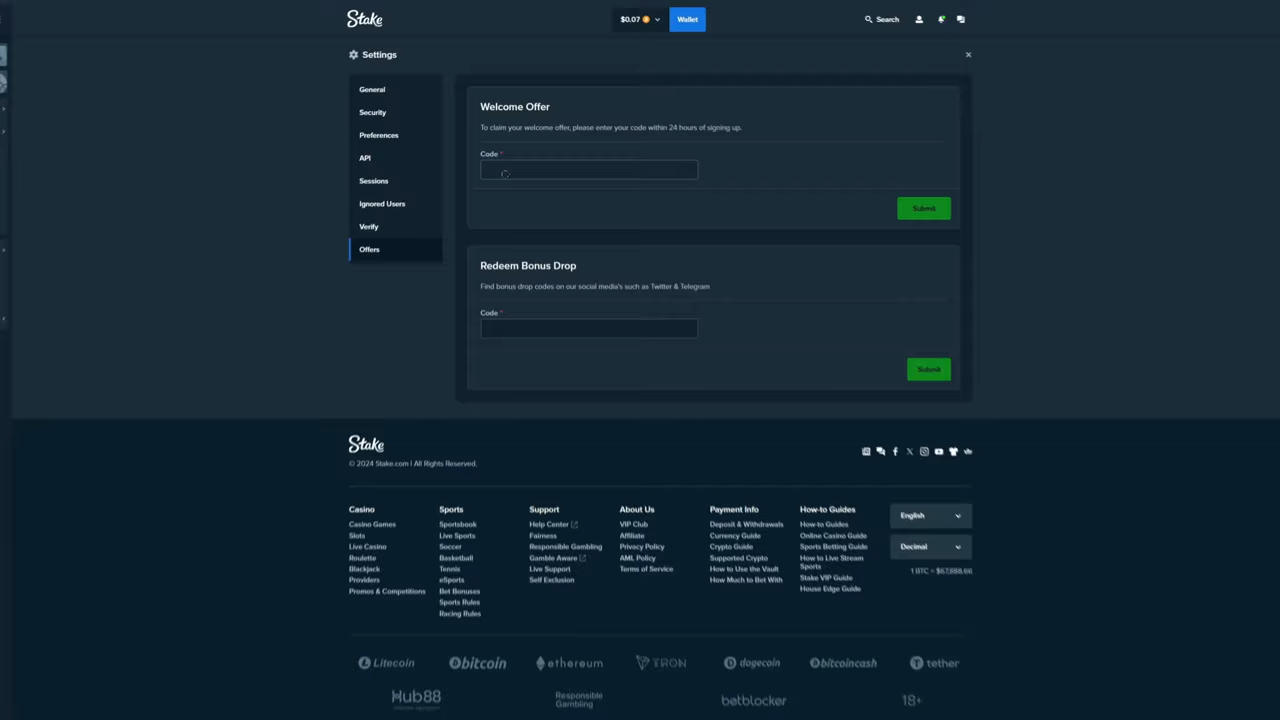 Stake
$0.07
Wallet
Search
Settings
General
Security
Preferences
API
Sessions
Ignored Users
Verify
Offers
Welcome Offer
To claim your welcome offer, please enter your code within 24 hours of signing up.
Code *
Submit
Redeem Bonus Drop
Find bonus drop codes on our social media's such as Twitter & Telegram
Code *
Submit
Stake
© 2024 Stake.com | All Rights Reserved.
Casino
Casino Games
Slots
Live Casino
Roulette
Blackjack
Providers
Promos & Competitions
Sports
Sportsbook
Live Sports
Soccer
Basketball
Tennis
eSports
Bet Bonuses
Sports Rules
Racing Rules
Support
Help Center
Fairness
Responsible Gambling
Gamble Aware
Live Support
Self Exclusion
About Us
VIP Club
Affiliate
Privacy Policy
AML Policy
Terms of Service
Payment Info
Deposit & Withdrawals
Currency Guide
Crypto Guide
Supported Crypto
How to Use the Vault
How Much to Bet With
How-to Guides
How-to Guides
Online Casino Guide
Sports Betting Guide
How to Live Stream
Sports
Stake VIP Guide
House Edge Guide
English
Decimal
1 BTC =
Litecoin
bitcoin
ethereum
TRON
dogecoin
bitcoincash
tether
Hub88
Responsible
Gambling
betblocker
18+